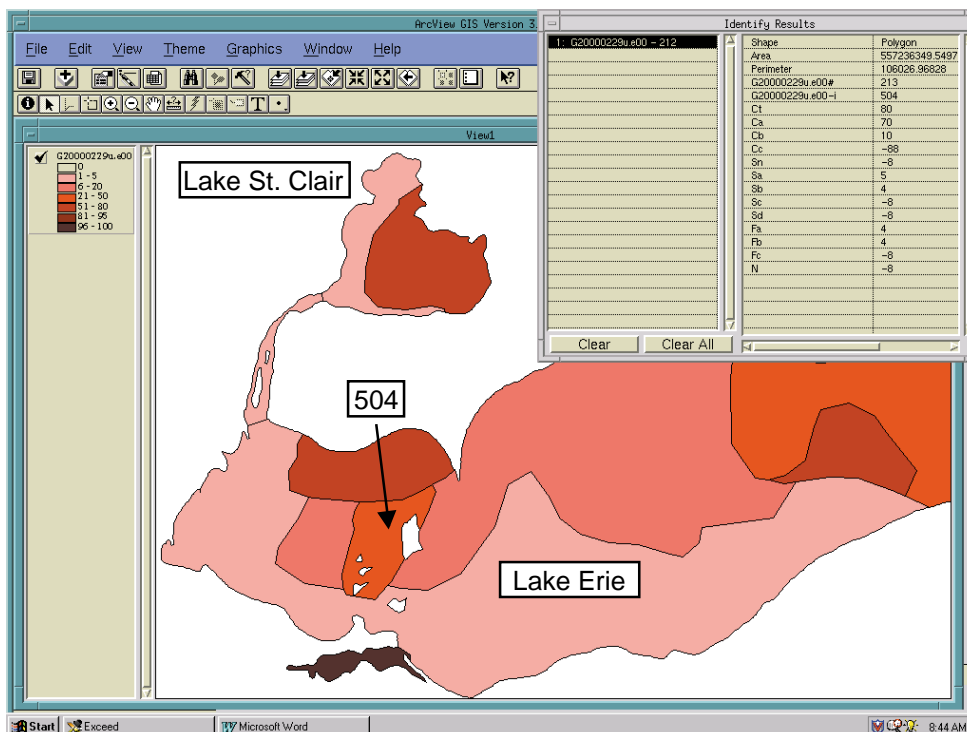 ArcView GIS Version 3.
File Edit View Theme Graphics Window Help
View1
G20000229u.e00
0
1 - 5
6 - 20
21 - 50
51 - 80
81 - 95
96 - 100
Lake St. Clair
504
Lake Erie
Identify Results
1: G20000229u.e00 - 212
Shape Polygon
Area 557236349.5497
Perimeter 106026.96828
G20000229u.e00# 213
G20000229u.e00-i 504
Ct 80
Ca 70
Cb 10
Cc -88
Sn -8
Sa 5
Sb 4
Sc -8
Sd -8
Fa 4
Fb 4
Fc -8
N -8
Clear Clear All
Start Exceed Microsoft Word 8:44 AM